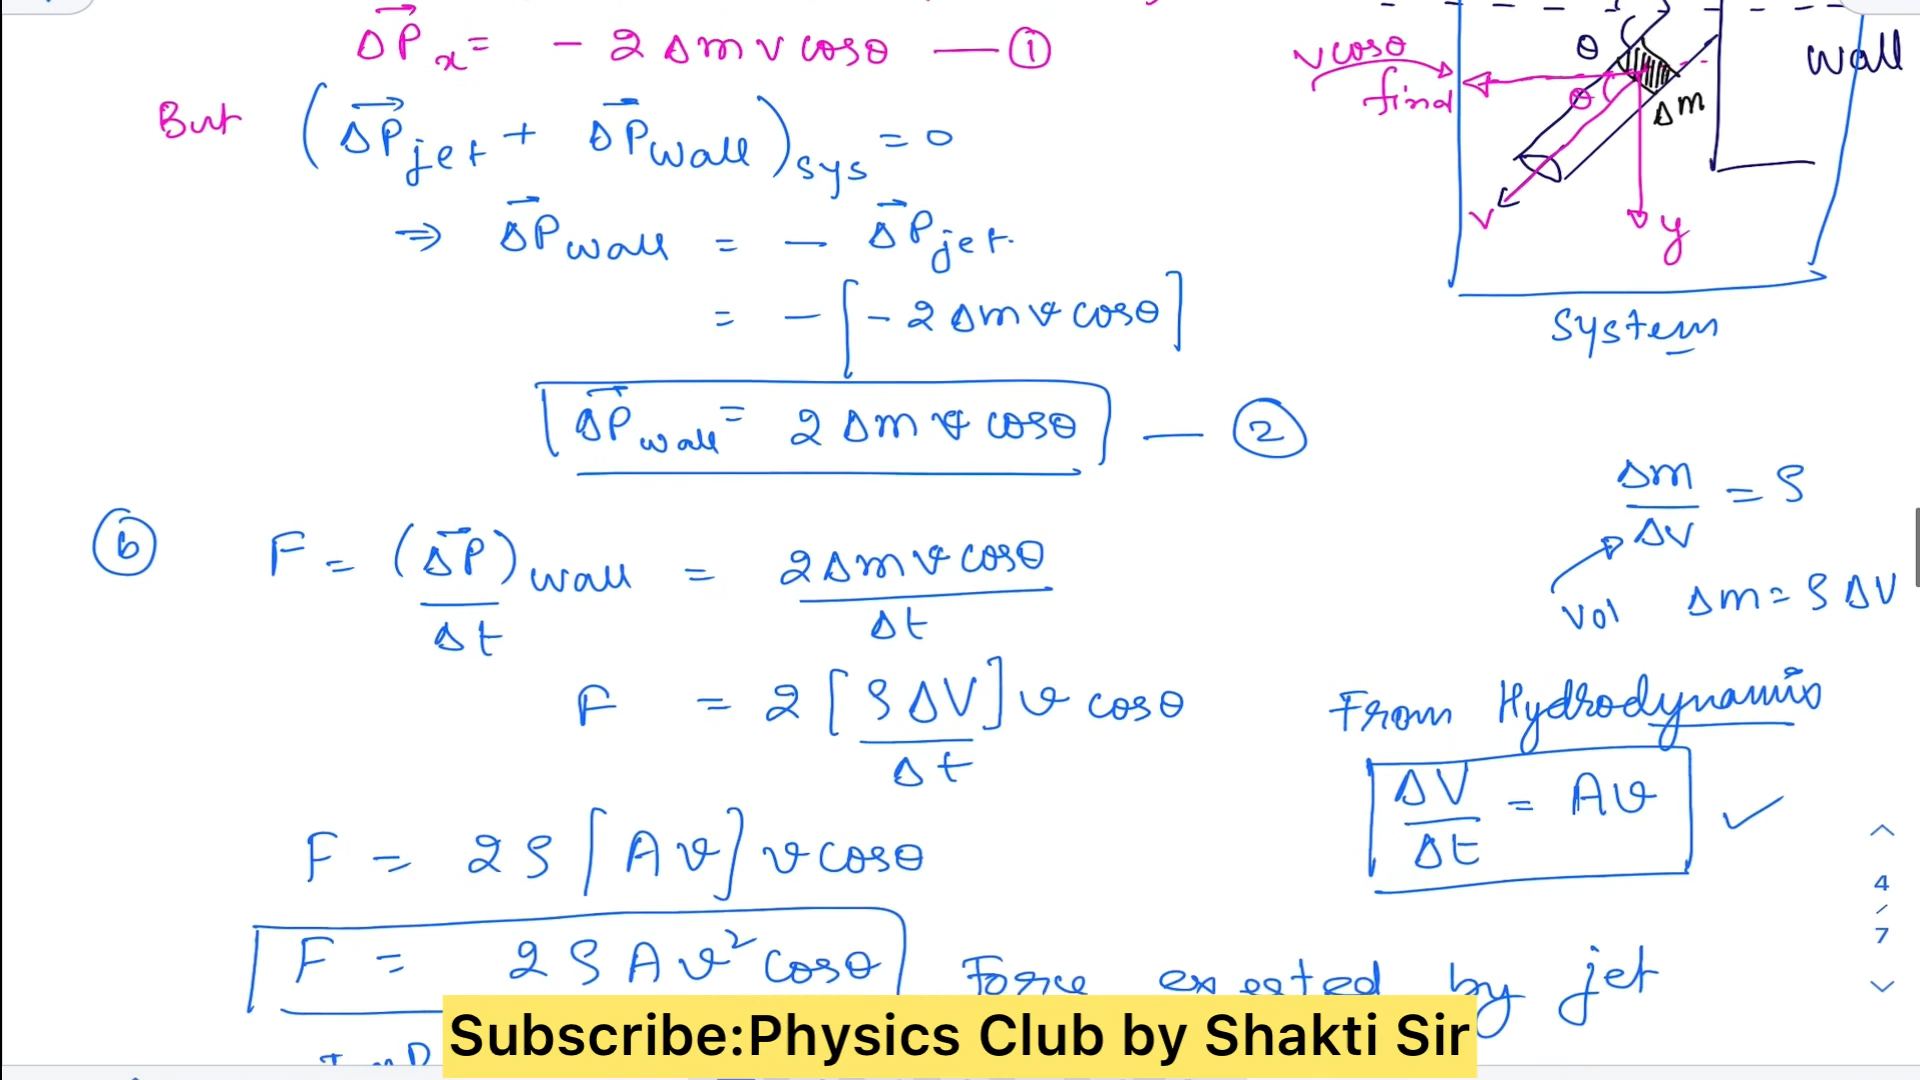 ΔP⃗x = − 2 Δm v cosθ — ①
But (ΔP⃗jet + ΔP⃗wall)sys = 0
⇒ ΔP⃗wall = − ΔP⃗jet.
= − [− 2 Δm v cosθ]
ΔP⃗wall = 2 Δm v cosθ — ②
v cosθ
find
θ
θ
Δm
wall
v
y
System
Δm/ΔV = ρ
vol Δm = ρ ΔV
⑥ F = (ΔP⃗)wall/Δt = 2Δm v cosθ/Δt
F = 2 [ρ ΔV/Δt] v cosθ
From Hydrodynamics
ΔV/Δt = Av ✓
F = 2ρ [Av] v cosθ
F = 2 ρ A v² cosθ Force exerted by jet
4
/
7
Subscribe:Physics Club by Shakti Sir